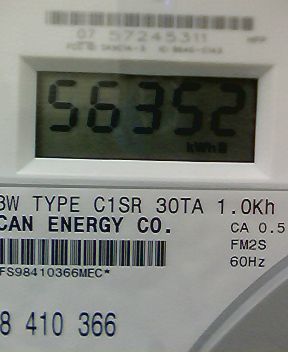 07 57245311
56352
kWh
3W TYPE C1SR 30TA 1.0Kh
CAN ENERGY CO.
CA 0.5
FM2S
60Hz
FS98410366MEC*
8 410 366